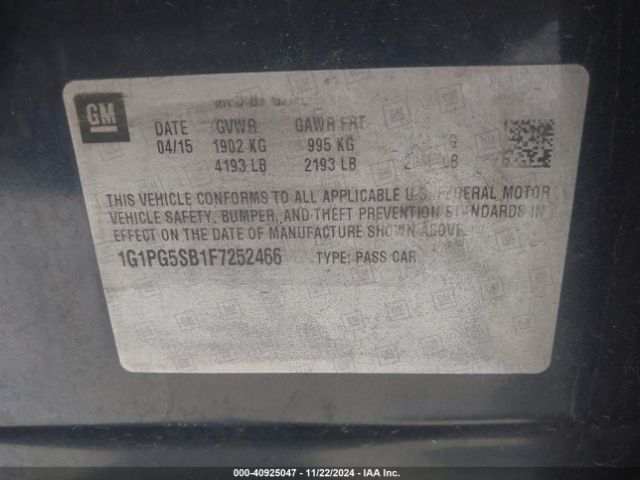 GM
DATE GVWR GAWR FRT
04/15 1902 KG 995 KG KG
4193 LB 2193 LB LB
THIS VEHICLE CONFORMS TO ALL APPLICABLE U.S. FEDERAL MOTOR
VEHICLE SAFETY, BUMPER, AND THEFT PREVENTION STANDARDS IN
EFFECT ON THE DATE OF MANUFACTURE SHOWN ABOVE.
1G1PG5SB1F7252466 TYPE: PASS CAR
000-40925047 - 11/22/2024 - IAA Inc.